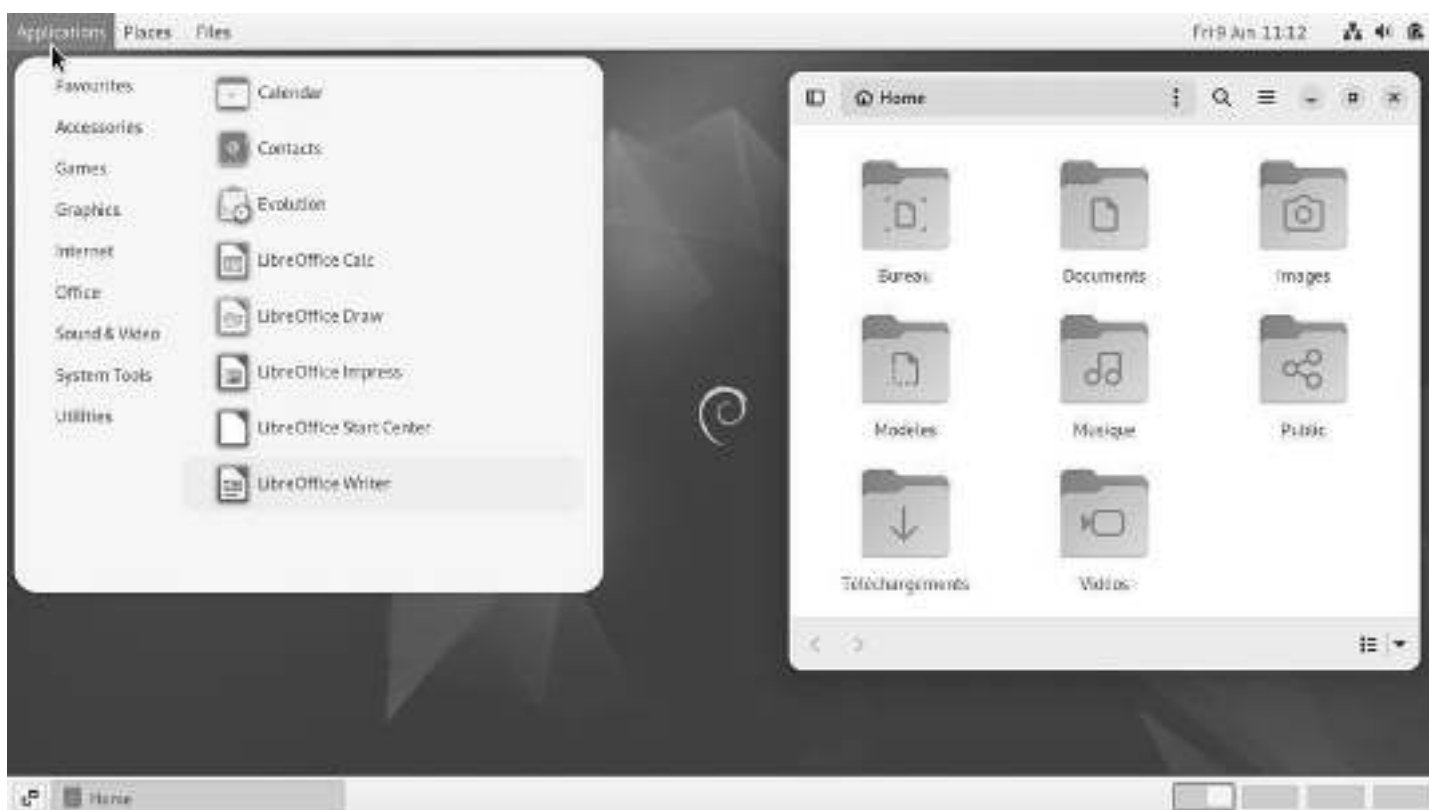 Applications Places Files
Fri 9 Jun 11:12
Favourites
Accessories
Games
Graphics
Internet
Office
Sound & Video
System Tools
Utilities
Calendar
Contacts
Evolution
LibreOffice Calc
LibreOffice Draw
LibreOffice Impress
LibreOffice Start Center
LibreOffice Writer
Home
Bureau Documents Images
Modèles Musique Public
Téléchargements Vidéos
Home